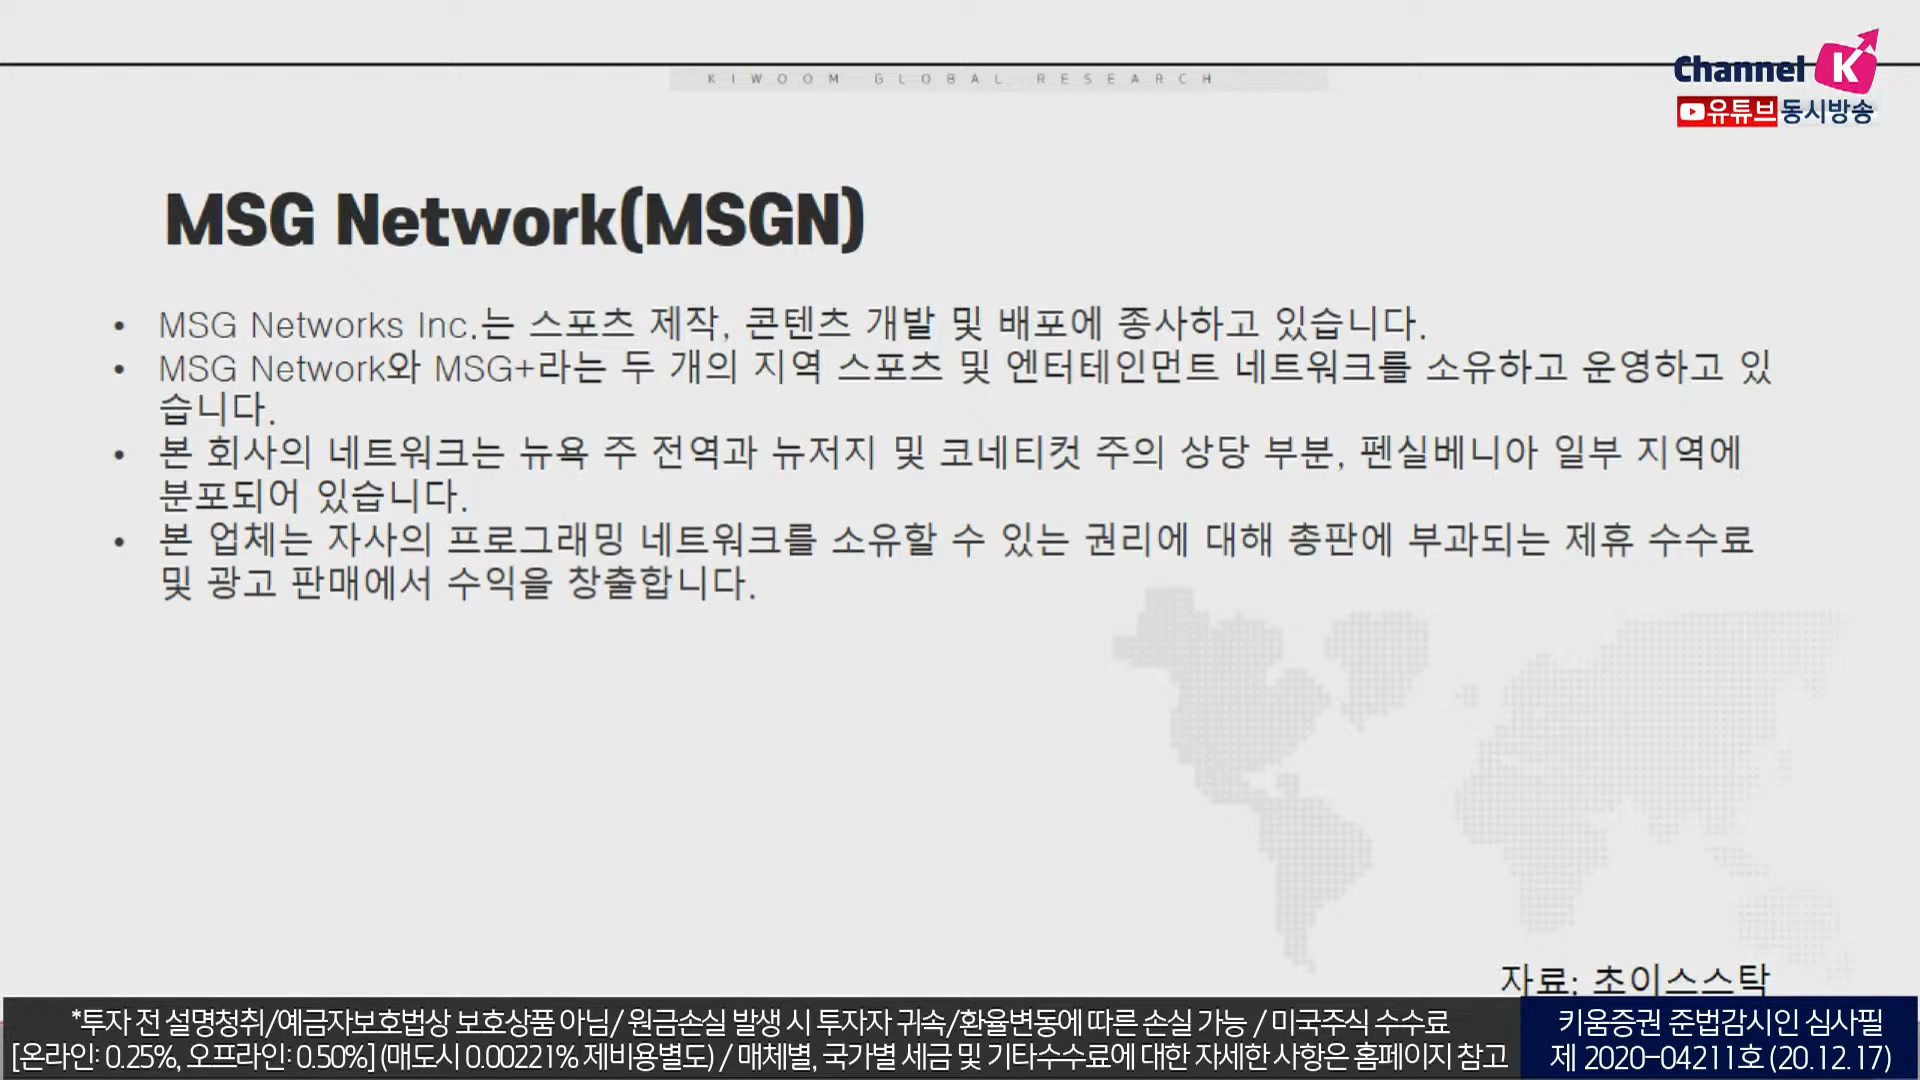 KIWOOM GLOBAL RESEARCH
Channel K
유튜브 동시방송
MSG Network(MSGN)
• MSG Networks Inc.는 스포츠 제작, 콘텐츠 개발 및 배포에 종사하고 있습니다.
• MSG Network와 MSG+라는 두 개의 지역 스포츠 및 엔터테인먼트 네트워크를 소유하고 운영하고 있
습니다.
• 본 회사의 네트워크는 뉴욕 주 전역과 뉴저지 및 코네티컷 주의 상당 부분, 펜실베니아 일부 지역에
분포되어 있습니다.
• 본 업체는 자사의 프로그래밍 네트워크를 소유할 수 있는 권리에 대해 총판에 부과되는 제휴 수수료
및 광고 판매에서 수익을 창출합니다.
자료: 초이스스탁
*투자 전 설명청취/예금자보호법상 보호상품 아님/ 원금손실 발생 시 투자자 귀속/환율변동에 따른 손실 가능 / 미국주식 수수료
[온라인: 0.25%, 오프라인: 0.50%] (매도시 0.00221% 제비용별도) / 매체별, 국가별 세금 및 기타수수료에 대한 자세한 사항은 홈페이지 참고
키움증권 준법감시인 심사필
제 2020-04211호 (20.12.17)